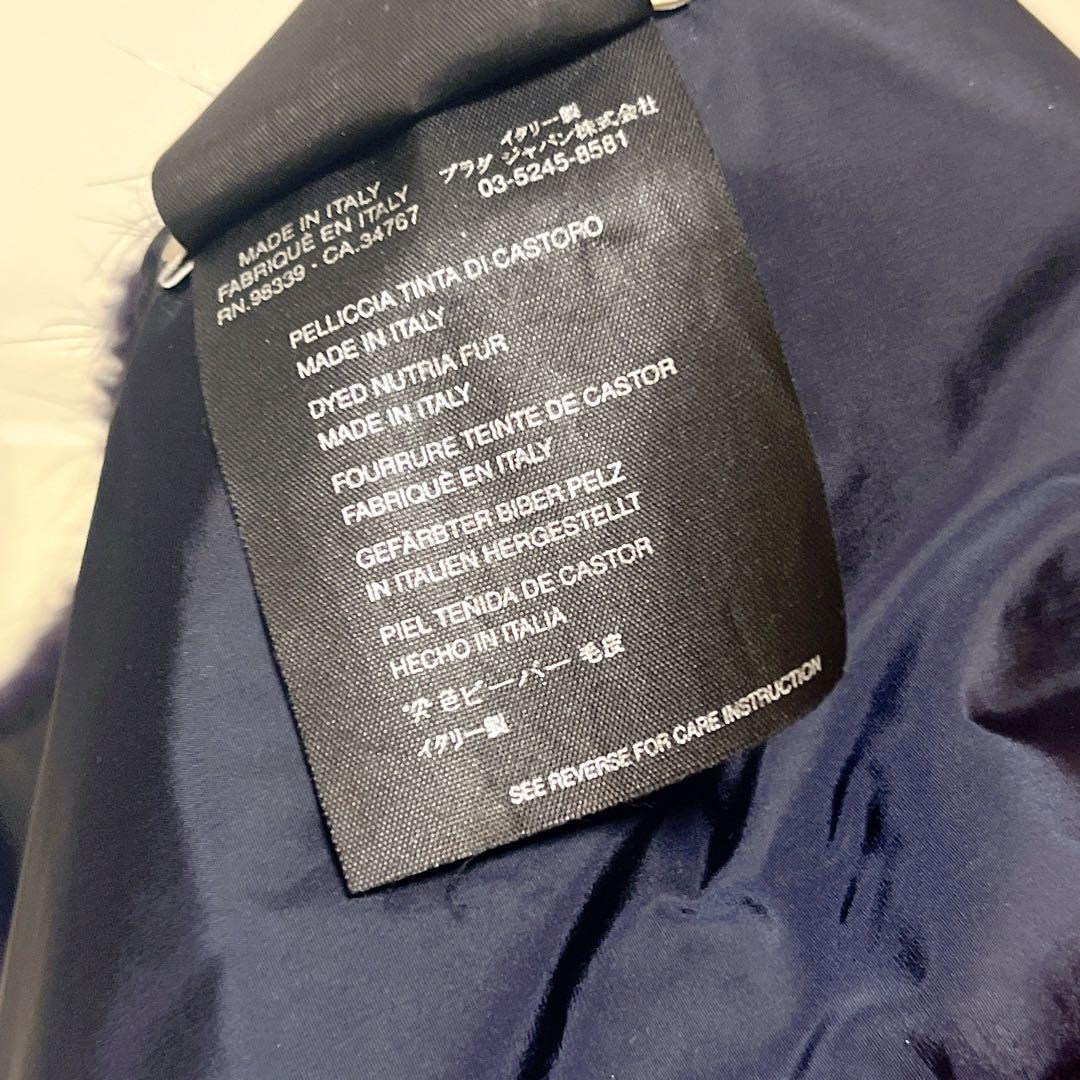 イタリー製
プラダ ジャパン株式会社
03-5245-8581
MADE IN ITALY
FABRIQUÉ EN ITALY
RN.98339 - CA.34767
PELLICCIA TINTA DI CASTORO
MADE IN ITALY
DYED NUTRIA FUR
MADE IN ITALY
FOURRURE TEINTE DE CASTOR
FABRIQUÉ EN ITALY
GEFÄRBTER BIBER PELZ
IN ITALIEN HERGESTELLT
PIEL TENIDA DE CASTOR
HECHO IN ITALIA
染色ビーバー 毛皮
イタリー製
SEE REVERSE FOR CARE INSTRUCTION